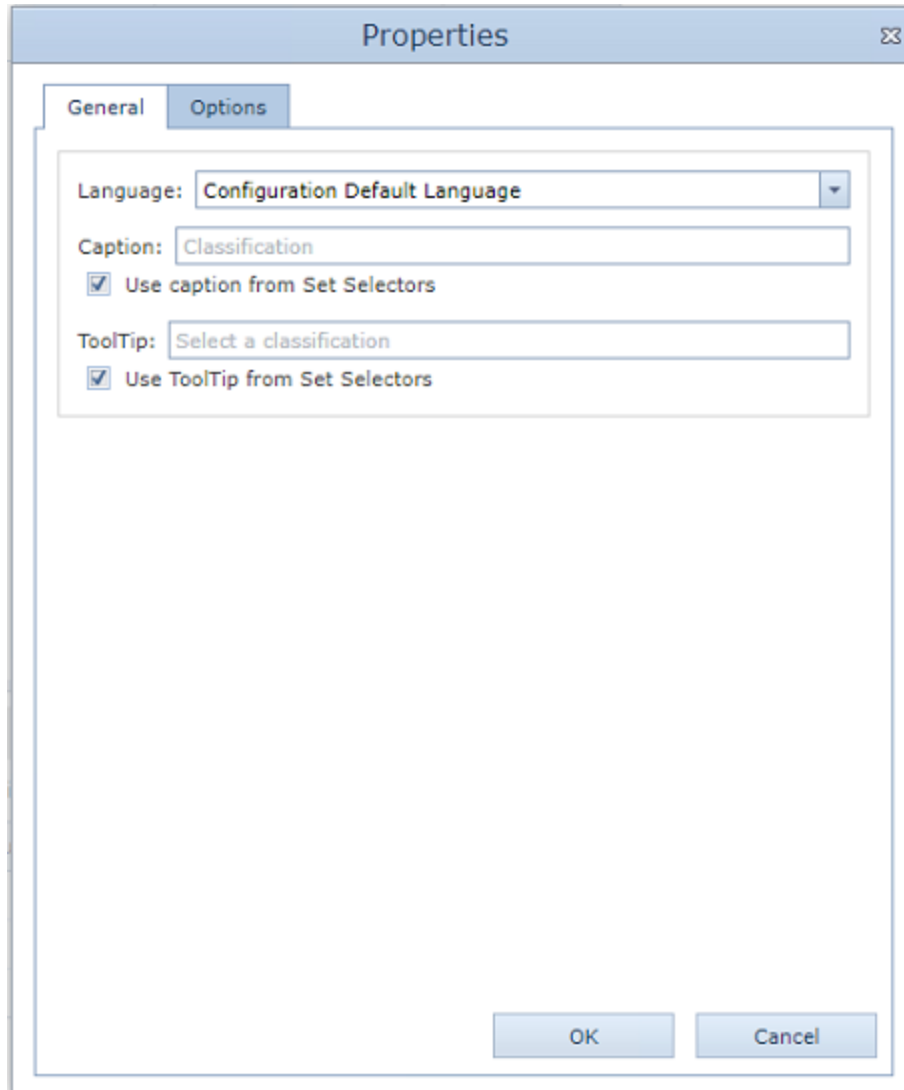 Properties
General Options
Language: Configuration Default Language
Caption: Classification
Use caption from Set Selectors
ToolTip: Select a classification
Use ToolTip from Set Selectors
OK Cancel